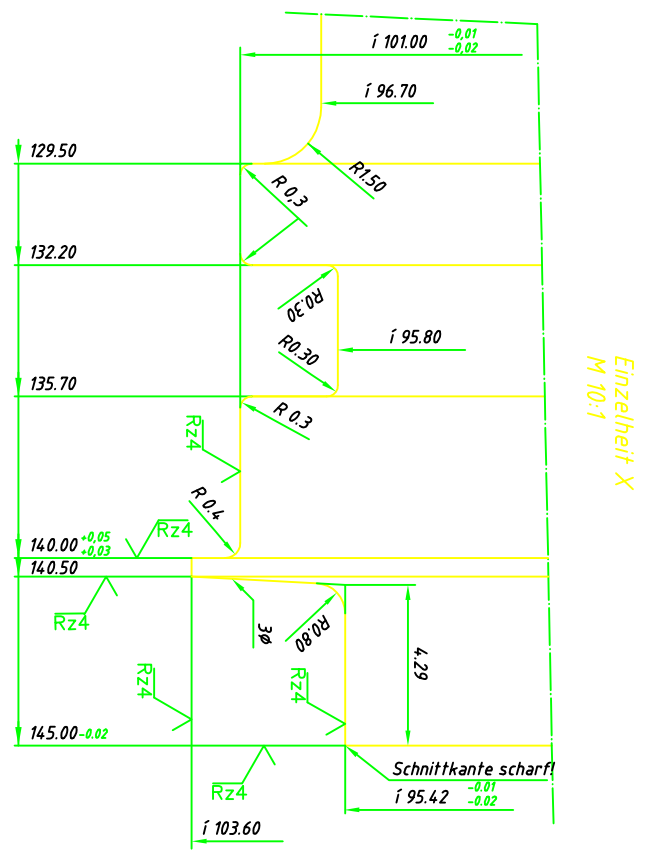 í 101.00 -0,01
-0,02
í 96.70
129.50
R1.50
R 0,3
132.20
R0.30
í 95.80
R0.30
135.70
R 0.3
Rz4
Einzelheit X
M 10:1
R 0.4
Rz4
140.00 +0,05
+0,03
140.50
Rz4
3ø
R0.80
4.29
Rz4
Rz4
145.00 -0.02
Schnittkante scharf!
Rz4
í 95.42 -0.01
-0.02
í 103.60